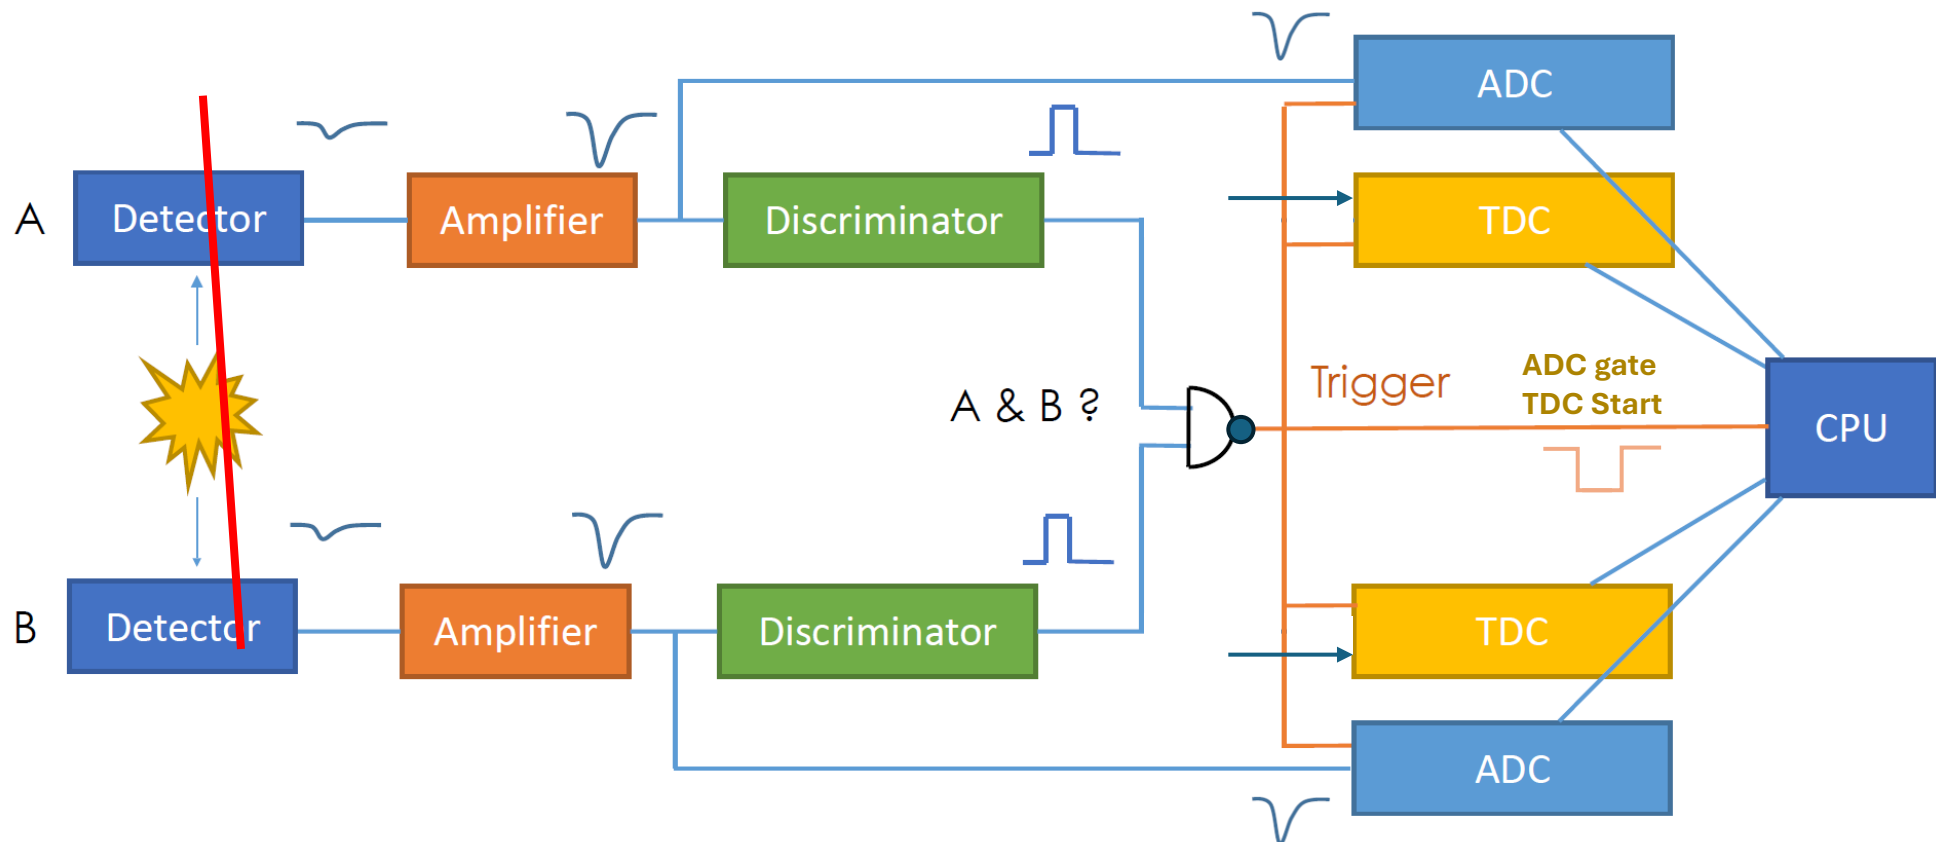 ADC
A
Detector
Amplifier
Discriminator
TDC
A & B ?
Trigger
ADC gate
TDC Start
CPU
B
Detector
Amplifier
Discriminator
TDC
ADC